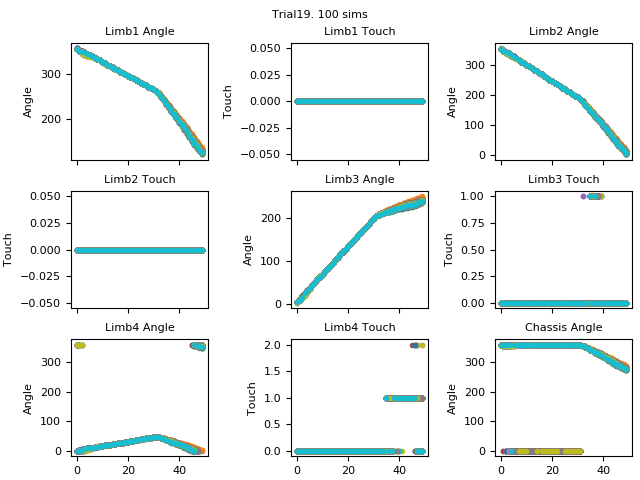 Trial19. 100 sims
Limb1 Angle
Limb1 Touch
Limb2 Angle
Angle
300
200
Touch
0.050
0.025
0.000
−0.025
−0.050
Angle
300
200
100
0
Limb2 Touch
Limb3 Angle
Limb3 Touch
Touch
0.050
0.025
0.000
−0.025
−0.050
Angle
200
100
0
Touch
1.00
0.75
0.50
0.25
0.00
Limb4 Angle
Limb4 Touch
Chassis Angle
Angle
300
200
100
0
0 20 40
Touch
2.0
1.5
1.0
0.5
0.0
0 20 40
Angle
300
200
100
0
0 20 40